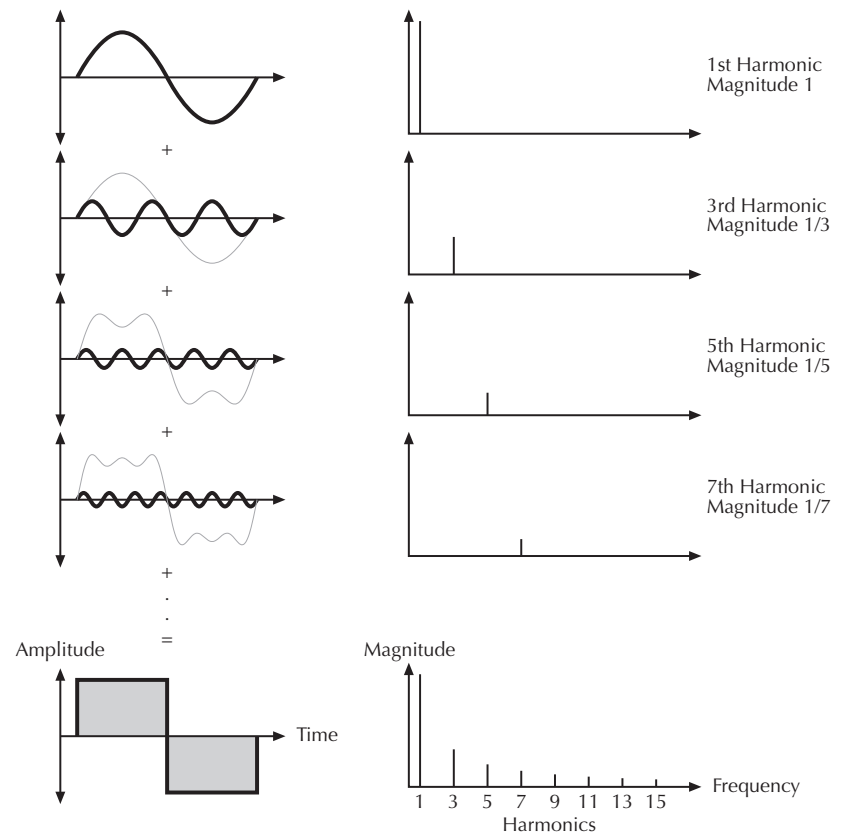 1st Harmonic
Magnitude 1
+
3rd Harmonic
Magnitude 1/3
+
5th Harmonic
Magnitude 1/5
+
7th Harmonic
Magnitude 1/7
+
.
.
=
Amplitude
Time
Magnitude
Frequency
1 3 5 7 9 11 13 15
Harmonics